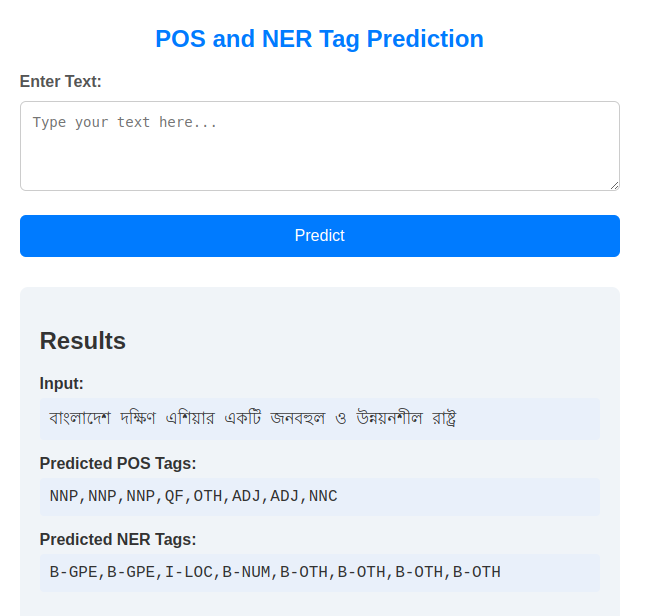 POS and NER Tag Prediction
Enter Text:
Type your text here...
Predict
Results
Input:
বাংলাদেশ দক্ষিণ এশিয়ার একটি জনবহুল ও উন্নয়নশীল রাষ্ট্র
Predicted POS Tags:
NNP,NNP,NNP,QF,OTH,ADJ,ADJ,NNC
Predicted NER Tags:
B-GPE,B-GPE,I-LOC,B-NUM,B-OTH,B-OTH,B-OTH,B-OTH